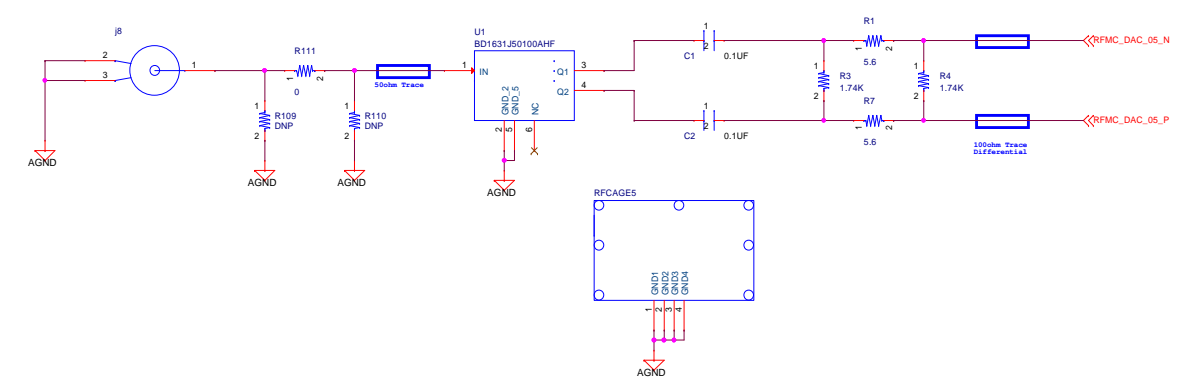 j8
2
3
1
R111
1
2
0
1
R109
DNP
2
1
R110
DNP
2
AGND
AGND
AGND
50ohm Trace
U1
BD1631J50100AHF
1
IN
Q1
3
Q2
4
GND_2
GND_5
NC
2
5
6
AGND
1
2
C1
0.1UF
1
2
C2
0.1UF
R1
1
2
5.6
1
R3
1.74K
2
1
R4
1.74K
2
R7
1
2
5.6
RFMC_DAC_05_N
RFMC_DAC_05_P
100ohm Trace
Differential
RFCAGE5
GND1
GND2
GND3
GND4
1
2
3
4
AGND